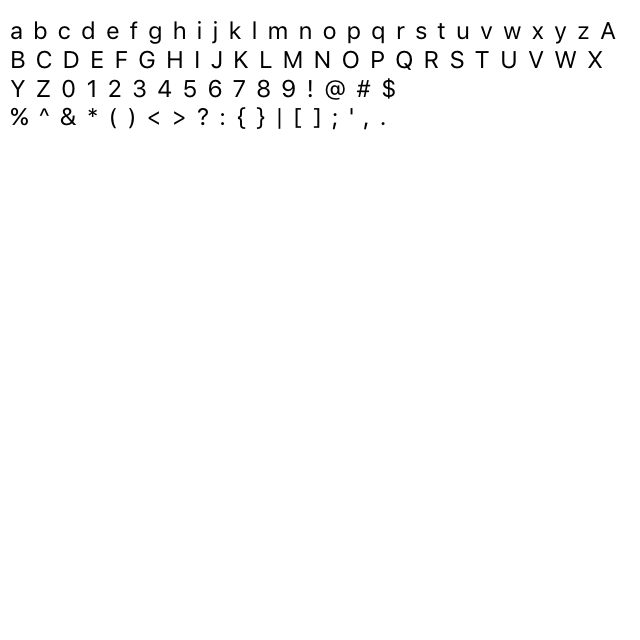 a b c d e f g h i j k l m n o p q r s t u v w x y z A
B C D E F G H I J K L M N O P Q R S T U V W X
Y Z 0 1 2 3 4 5 6 7 8 9 ! @ # $
% ^ & * ( ) < > ? : { } | [ ] ; ' , .